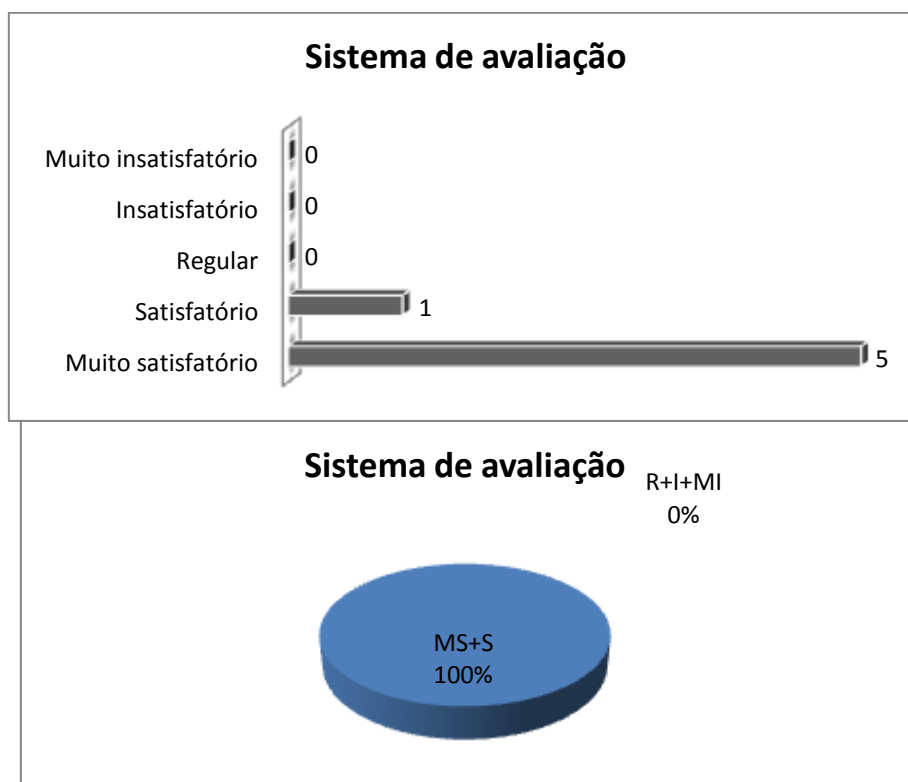 Sistema de avaliação
Muito insatisfatório 0
Insatisfatório 0
Regular 0
Satisfatório 1
Muito satisfatório 5
Sistema de avaliação
R+I+MI
0%
MS+S
100%